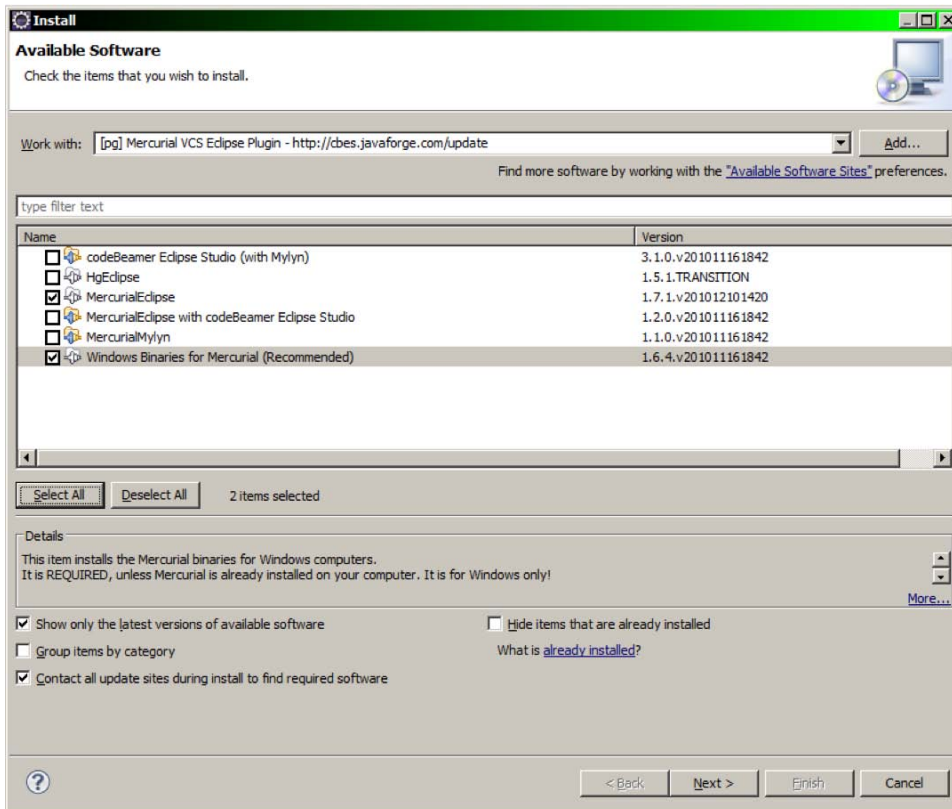 Install
Available Software
Check the items that you wish to install.
Work with: [pg] Mercurial VCS Eclipse Plugin - http://cbes.javaforge.com/update Add...
Find more software by working with the "Available Software Sites" preferences.
type filter text
Name Version
codeBeamer Eclipse Studio (with Mylyn) 3.1.0.v201011161842
HgEclipse 1.5.1.TRANSITION
MercurialEclipse 1.7.1.v201012101420
MercurialEclipse with codeBeamer Eclipse Studio 1.2.0.v201011161842
MercurialMylyn 1.1.0.v201011161842
Windows Binaries for Mercurial (Recommended) 1.6.4.v201011161842
Select All Deselect All 2 items selected
Details
This item installs the Mercurial binaries for Windows computers.
It is REQUIRED, unless Mercurial is already installed on your computer. It is for Windows only!
More...
Show only the latest versions of available software Hide items that are already installed
Group items by category What is already installed?
Contact all update sites during install to find required software
? < Back Next > Finish Cancel